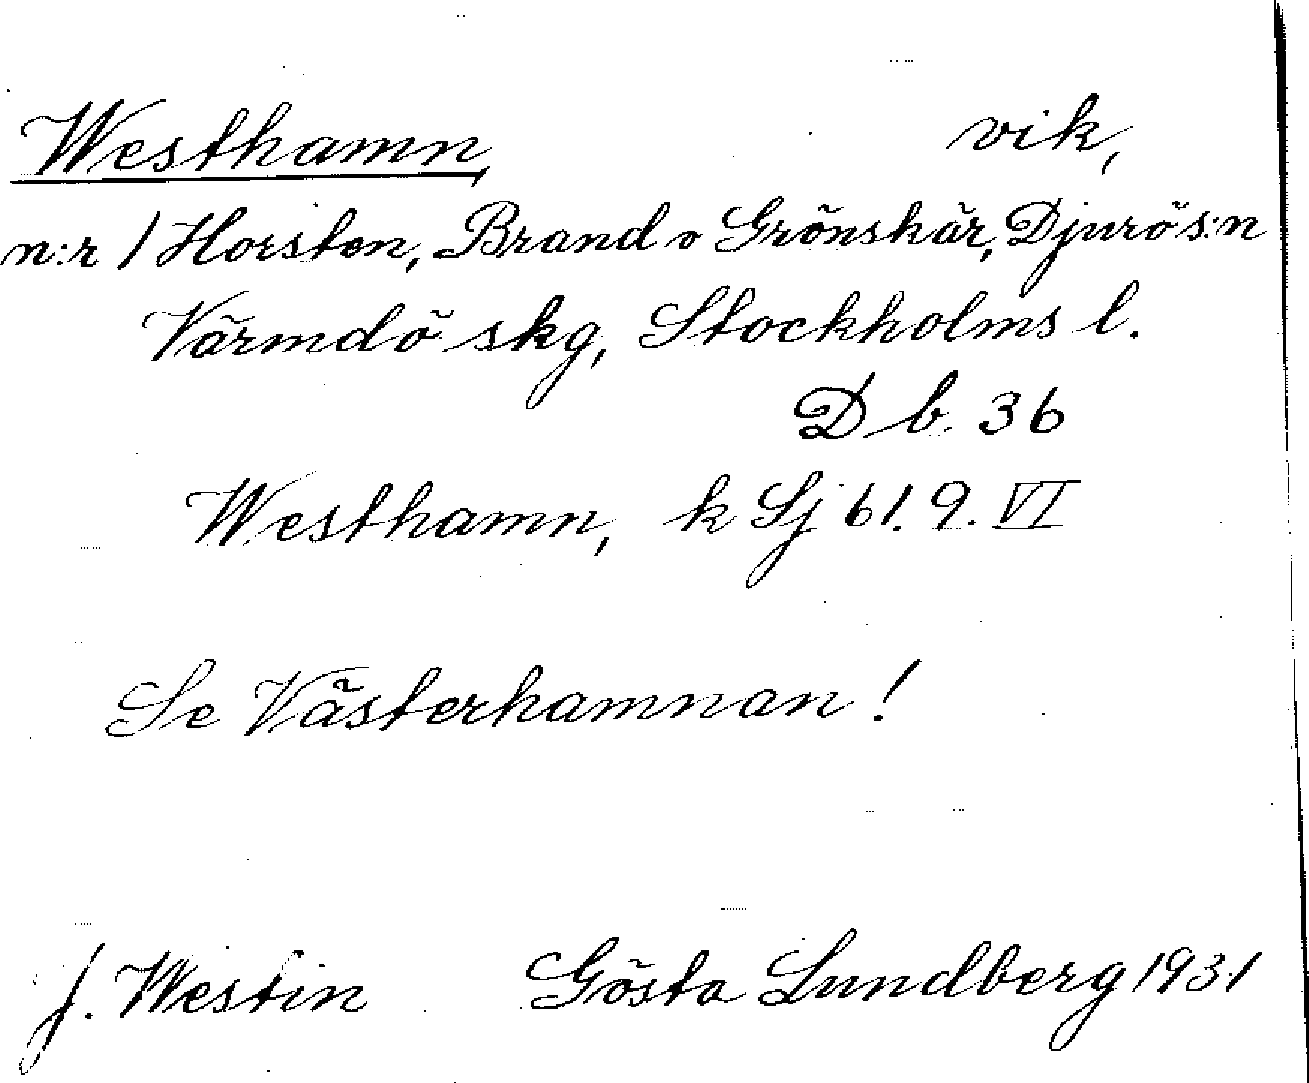 Westhamn, vik,
n:r 1 Horsten, Brand o Grönskär, Djurö s:n
Värmdö skg, Stockholms l.
D b. 36
Westhamn, k Sj 61. 9. VI
Se Västerhamnan!
J. Westin Gösta Lundberg 1931